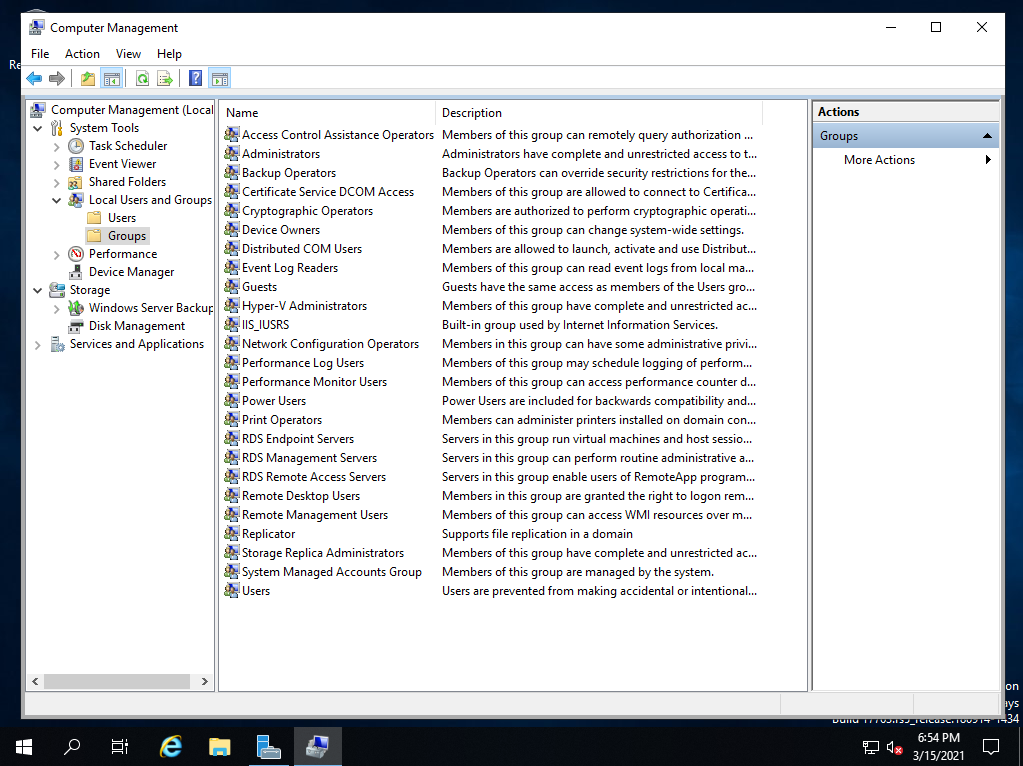 Computer Management
File Action View Help
Computer Management (Local
System Tools
Task Scheduler
Event Viewer
Shared Folders
Local Users and Groups
Users
Groups
Performance
Device Manager
Storage
Windows Server Backup
Disk Management
Services and Applications
Name Description
Access Control Assistance Operators Members of this group can remotely query authorization ...
Administrators Administrators have complete and unrestricted access to t...
Backup Operators Backup Operators can override security restrictions for the...
Certificate Service DCOM Access Members of this group are allowed to connect to Certifica...
Cryptographic Operators Members are authorized to perform cryptographic operati...
Device Owners Members of this group can change system-wide settings.
Distributed COM Users Members are allowed to launch, activate and use Distribut...
Event Log Readers Members of this group can read event logs from local ma...
Guests Guests have the same access as members of the Users gro...
Hyper-V Administrators Members of this group have complete and unrestricted ac...
IIS_IUSRS Built-in group used by Internet Information Services.
Network Configuration Operators Members in this group can have some administrative privi...
Performance Log Users Members of this group may schedule logging of perform...
Performance Monitor Users Members of this group can access performance counter d...
Power Users Power Users are included for backwards compatibility and...
Print Operators Members can administer printers installed on domain con...
RDS Endpoint Servers Servers in this group run virtual machines and host sessio...
RDS Management Servers Servers in this group can perform routine administrative a...
RDS Remote Access Servers Servers in this group enable users of RemoteApp program...
Remote Desktop Users Members in this group are granted the right to logon rem...
Remote Management Users Members of this group can access WMI resources over m...
Replicator Supports file replication in a domain
Storage Replica Administrators Members of this group have complete and unrestricted ac...
System Managed Accounts Group Members of this group are managed by the system.
Users Users are prevented from making accidental or intentional...
Actions
Groups
More Actions
Re
on
ays
6:54 PM
3/15/2021